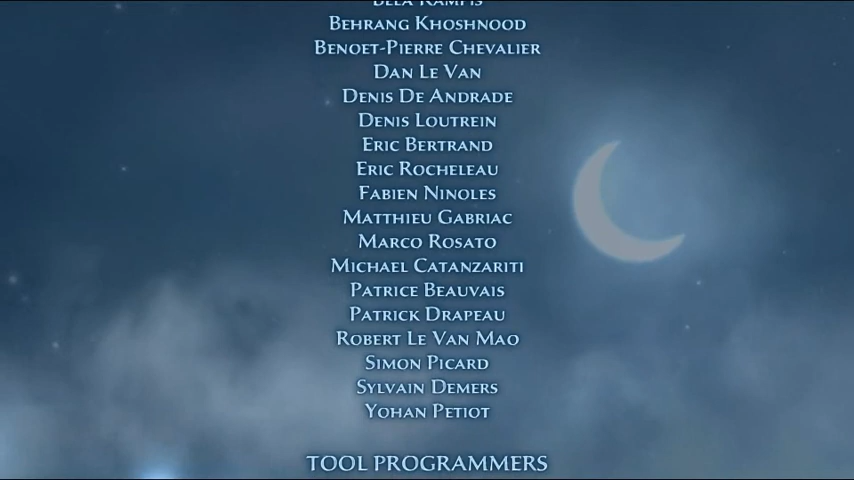 Behrang Khoshnood
Benoet-Pierre Chevalier
Dan Le Van
Denis De Andrade
Denis Loutrein
Eric Bertrand
Eric Rocheleau
Fabien Ninoles
Matthieu Gabriac
Marco Rosato
Michael Catanzariti
Patrice Beauvais
Patrick Drapeau
Robert Le Van Mao
Simon Picard
Sylvain Demers
Yohan Petiot
TOOL PROGRAMMERS